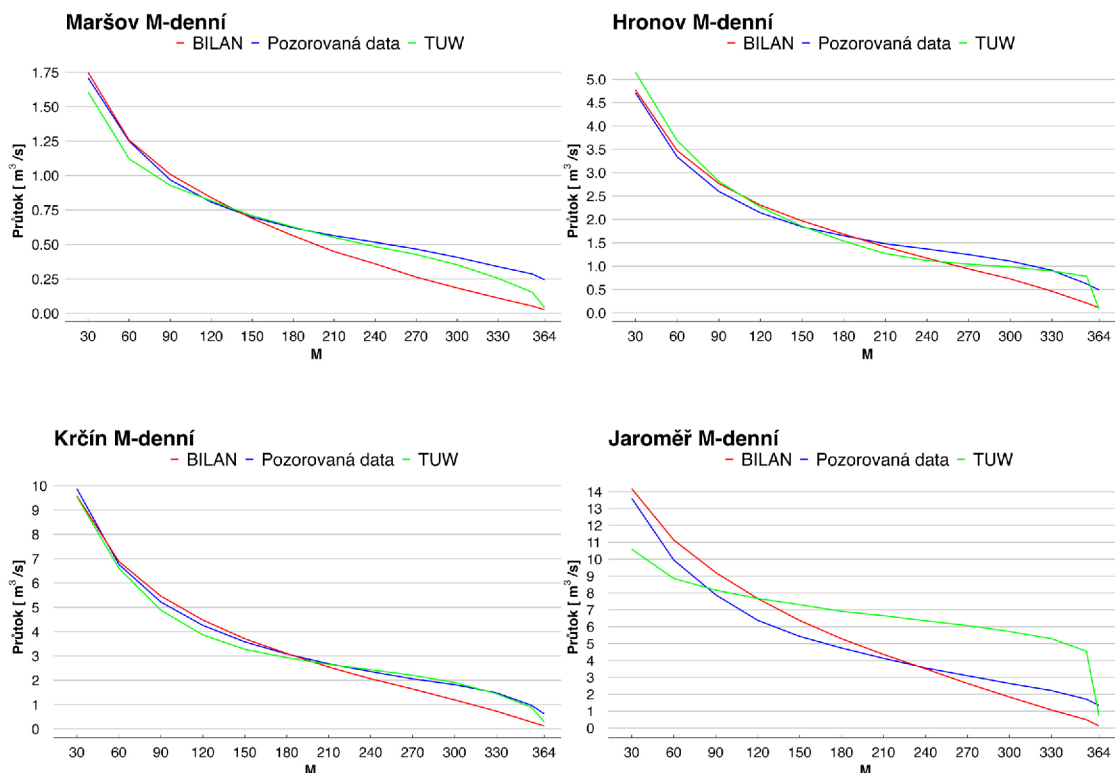 Maršov M-denní
BILAN Pozorovaná data TUW
Průtok [ m³ /s]
1.75
1.50
1.25
1.00
0.75
0.50
0.25
0.00
30 60 90 120 150 180 210 240 270 300 330 364
M
Hronov M-denní
BILAN Pozorovaná data TUW
Průtok [ m³ /s]
5.0
4.5
4.0
3.5
3.0
2.5
2.0
1.5
1.0
0.5
0.0
30 60 90 120 150 180 210 240 270 300 330 364
M
Krčín M-denní
BILAN Pozorovaná data TUW
Průtok [ m³ /s]
10
9
8
7
6
5
4
3
2
1
0
30 60 90 120 150 180 210 240 270 300 330 364
M
Jaroměř M-denní
BILAN Pozorovaná data TUW
Průtok [ m³ /s]
14
13
12
11
10
9
8
7
6
5
4
3
2
1
0
30 60 90 120 150 180 210 240 270 300 330 364
M